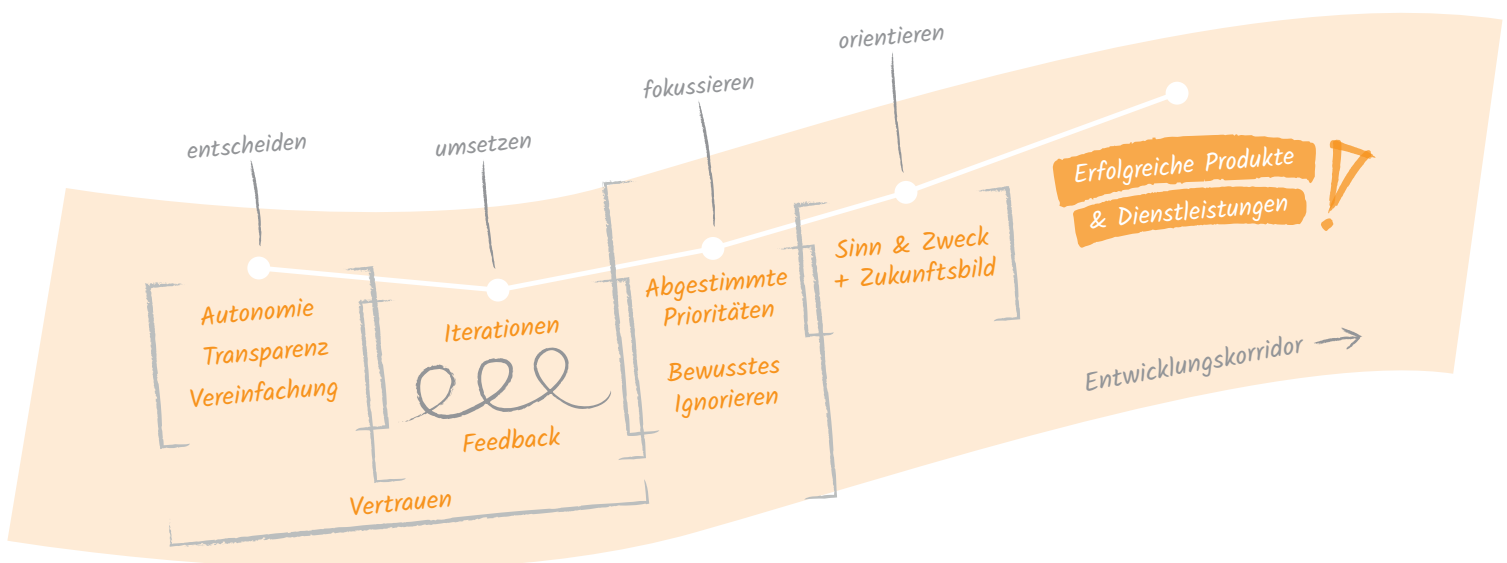 entscheiden
umsetzen
fokussieren
orientieren
Autonomie
Transparenz
Vereinfachung
Iterationen
Feedback
Vertrauen
Abgestimmte
Prioritäten
Bewusstes
Ignorieren
Sinn & Zweck
+ Zukunftsbild
Erfolgreiche Produkte
& Dienstleistungen
Entwicklungskorridor